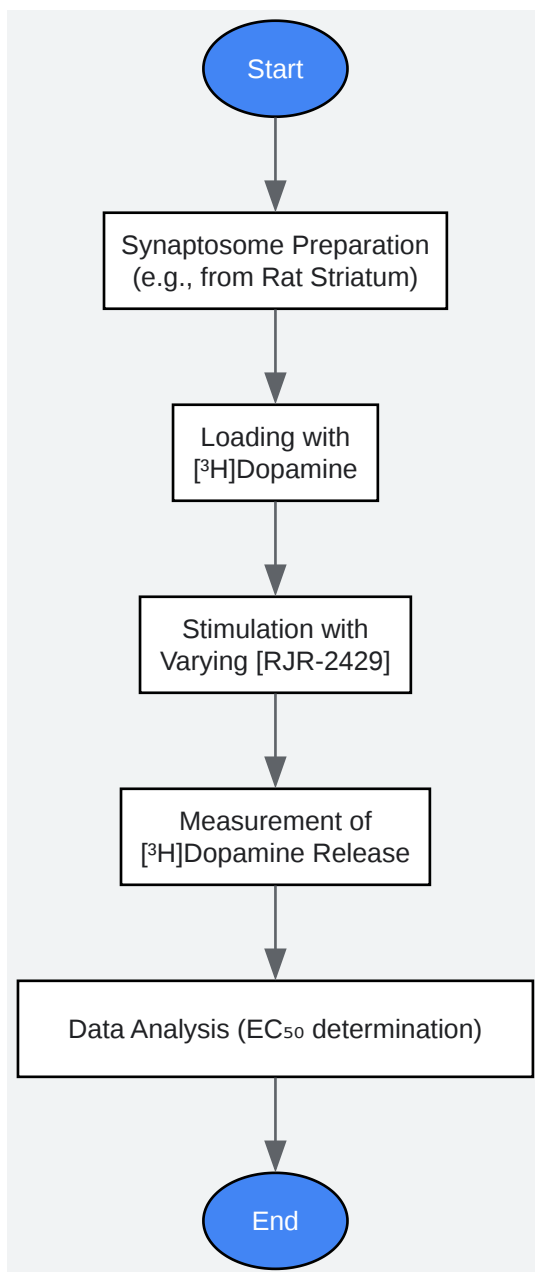 Start
Synaptosome Preparation
(e.g., from Rat Striatum)
Loading with
[³H]Dopamine
Stimulation with
Varying [RJR-2429]
Measurement of
[³H]Dopamine Release
Data Analysis (EC₅₀ determination)
End